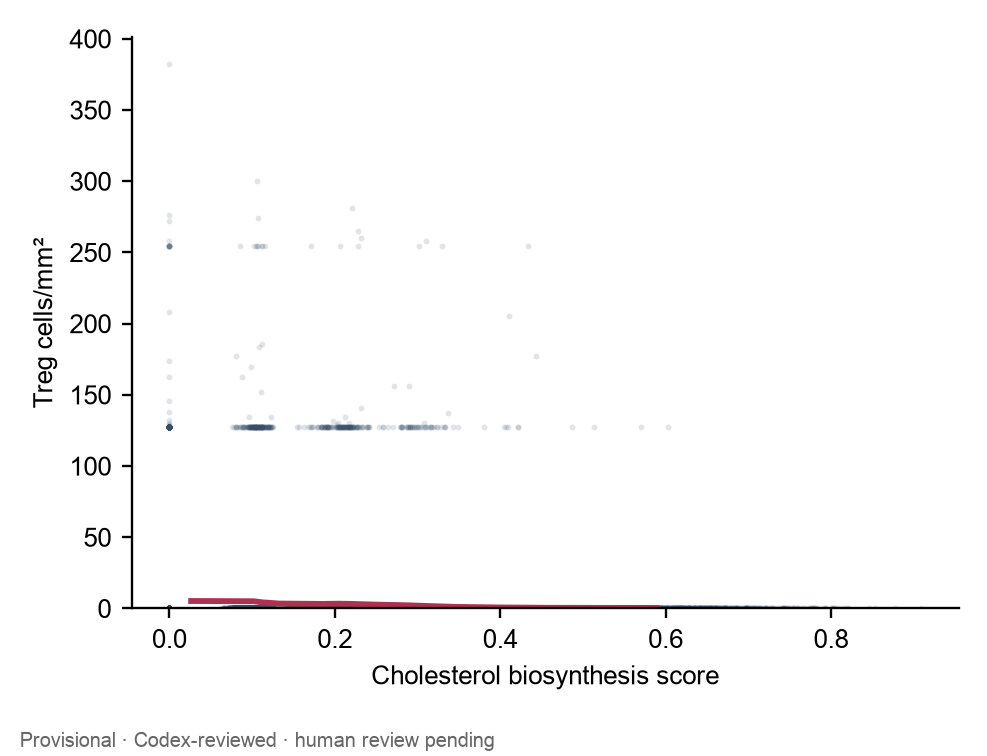 400
350
300
250
200
150
100
50
0
Treg cells/mm²
0.0 0.2 0.4 0.6 0.8
Cholesterol biosynthesis score
Provisional · Codex-reviewed · human review pending